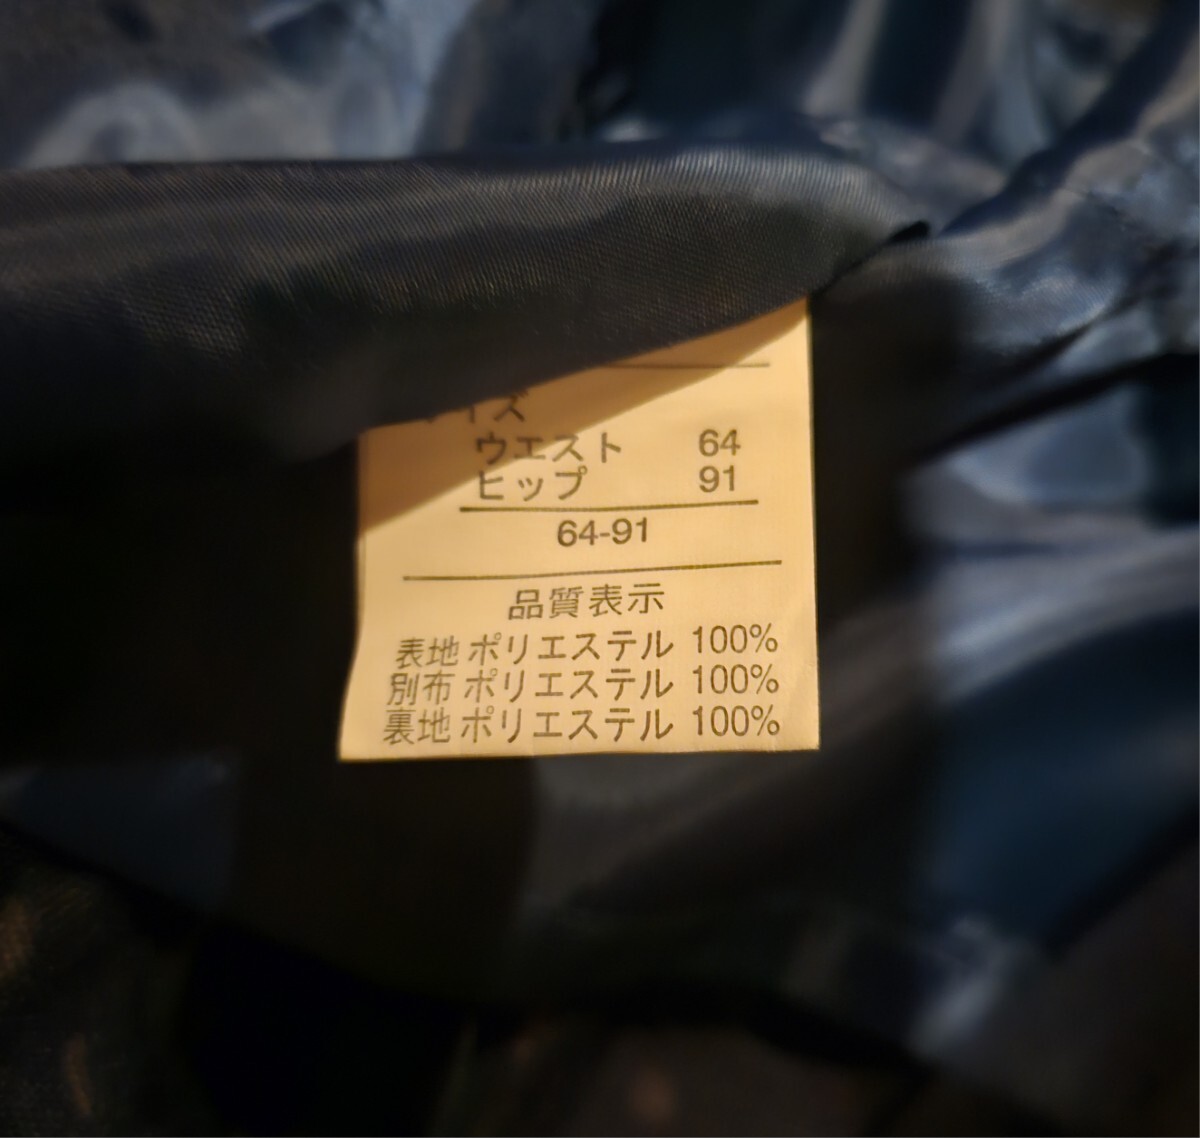 サイズ
ウエスト 64
ヒップ 91
64-91
品質表示
表地 ポリエステル 100%
別布 ポリエステル 100%
裏地 ポリエステル 100%